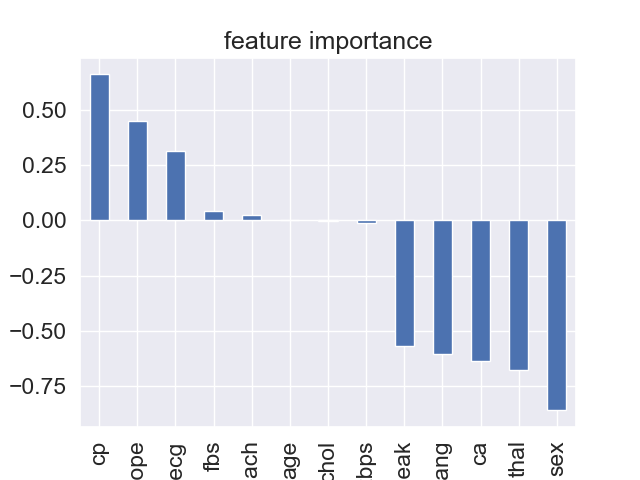 feature importance
0.50
0.25
0.00
−0.25
−0.50
−0.75
cp
ope
ecg
fbs
ach
age
chol
bps
eak
ang
ca
thal
sex